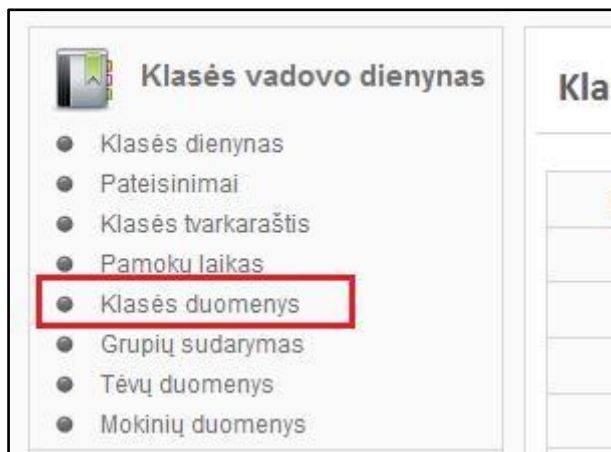 Klasės vadovo dienynas
Kla
Klasės dienynas
Pateisinimai
Klasės tvarkaraštis
Pamokų laikas
Klasės duomenys
Grupių sudarymas
Tėvų duomenys
Mokinių duomenys